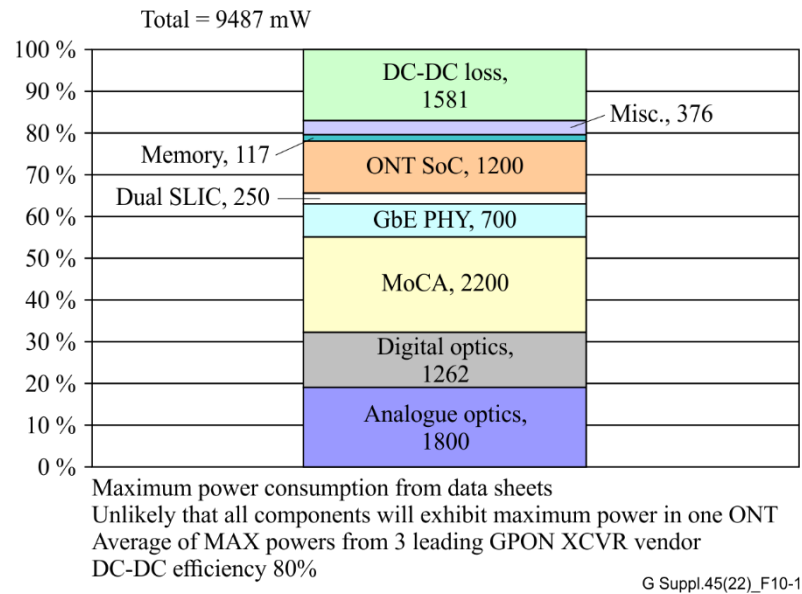 Total = 9487 mW
100 %
90 %
80 %
70 %
60 %
50 %
40 %
30 %
20 %
10 %
0 %
DC-DC loss,
1581
Misc., 376
Memory, 117
ONT SoC, 1200
Dual SLIC, 250
GbE PHY, 700
MoCA, 2200
Digital optics,
1262
Analogue optics,
1800
Maximum power consumption from data sheets
Unlikely that all components will exhibit maximum power in one ONT
Average of MAX powers from 3 leading GPON XCVR vendor
DC-DC efficiency 80%
G Suppl.45(22)_F10-1